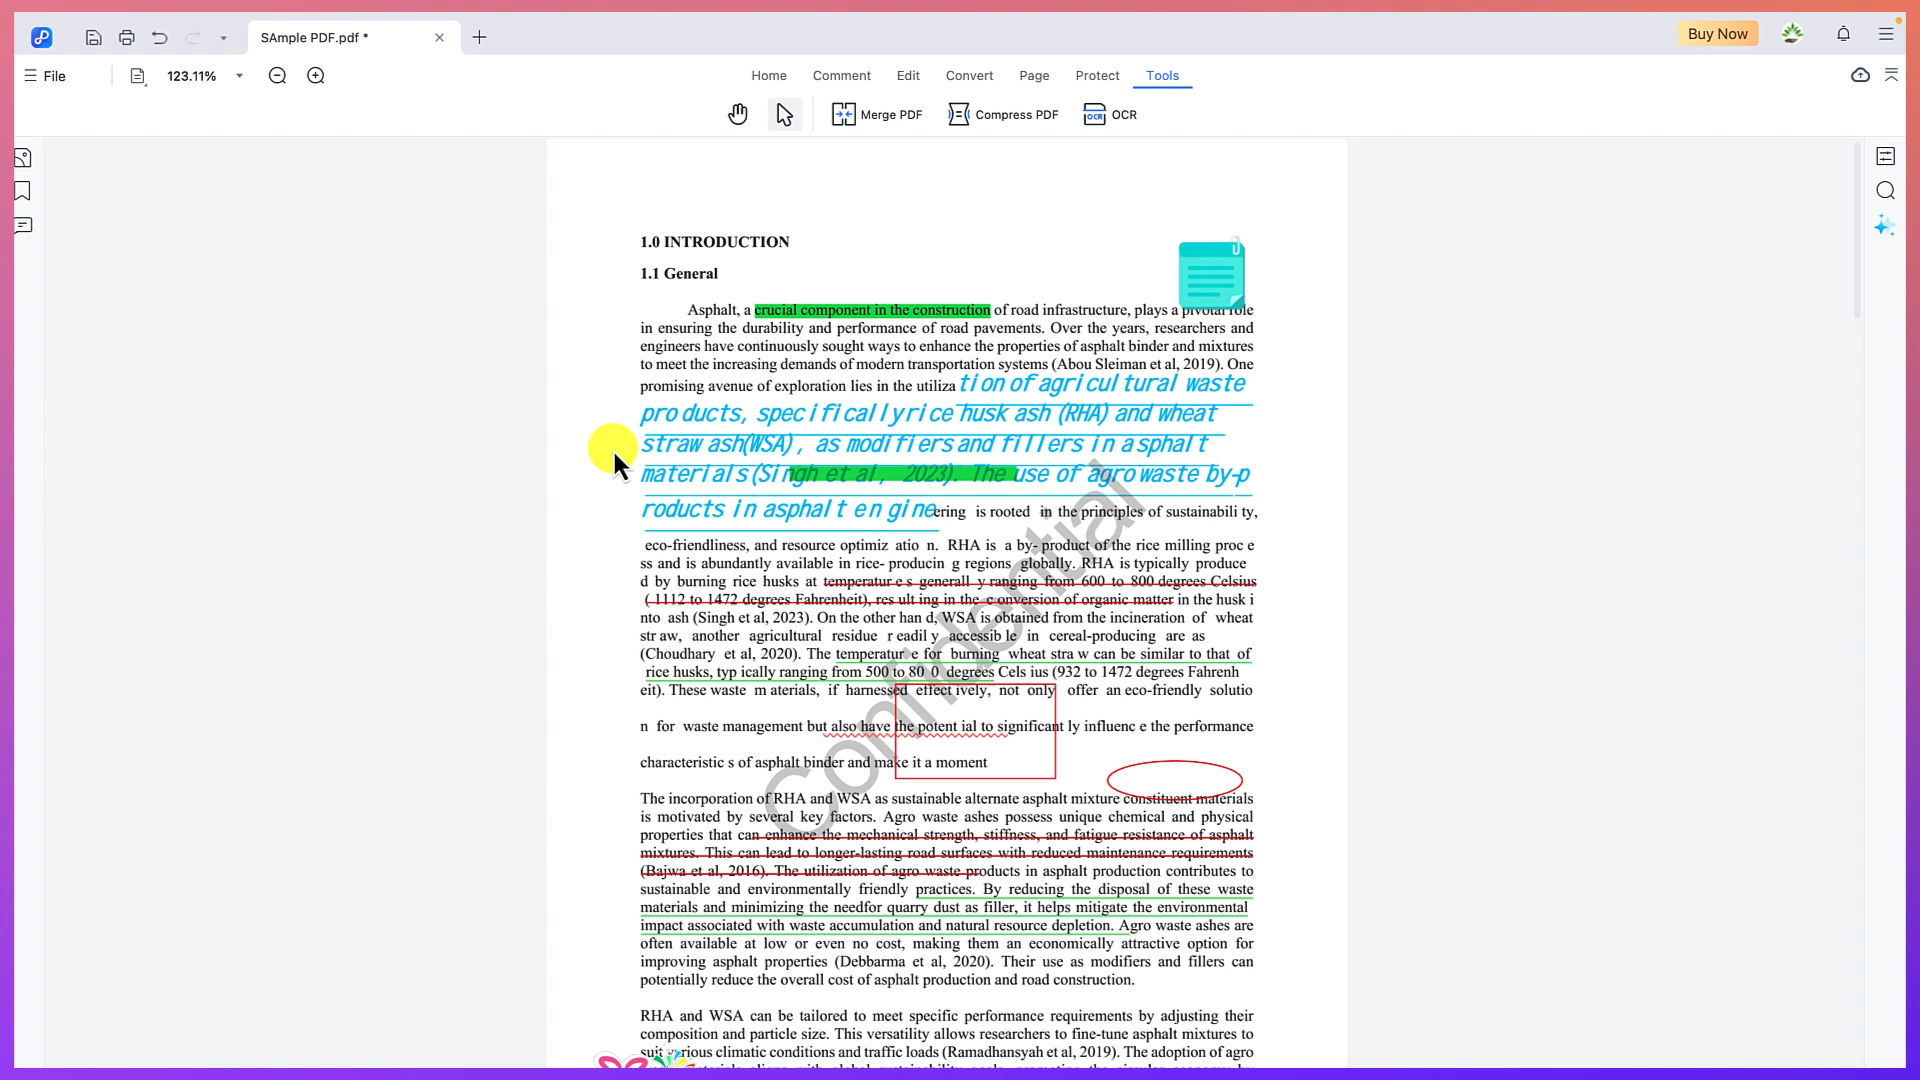 SAmple PDF.pdf *
Buy Now
File
123.11%
Home Comment Edit Convert Page Protect Tools
Merge PDF Compress PDF OCR
1.0 INTRODUCTION
1.1 General
Asphalt, a crucial component in the construction of road infrastructure, plays a pivotal role
in ensuring the durability and performance of road pavements. Over the years, researchers and
engineers have continuously sought ways to enhance the properties of asphalt binder and mixtures
to meet the increasing demands of modern transportation systems (Abou Sleiman et al, 2019). One
promising avenue of exploration lies in the utiliza tion of agricul tural waste
pro ducts, specifically rice husk ash (RHA) and wheat
straw ash(WSA), as modifiers and fillers in asphalt
materials (Singh et al, 2023). The use of agro waste by-p
roducts in asphalt en gine ering is rooted in the principles of sustainabili ty,
eco-friendliness, and resource optimiz atio n. RHA is a by- product of the rice milling proc e
ss and is abundantly available in rice- producin g regions globally. RHA is typically produce
d by burning rice husks at temperatur e s generall y ranging from 600 to 800 degrees Celsius
( 1112 to 1472 degrees Fahrenheit), res ult ing in the c onversion of organic matter in the husk i
nto ash (Singh et al, 2023). On the other han d, WSA is obtained from the incineration of wheat
str aw, another agricultural residue r eadil y accessib le in cereal-producing are as
(Choudhary et al, 2020). The temperatur e for burning wheat stra w can be similar to that of
rice husks, typ ically ranging from 500 to 80 0 degrees Cels ius (932 to 1472 degrees Fahrenh
eit). These waste m aterials, if harnessed effect ively, not only offer an eco-friendly solutio
n for waste management but also have the potent ial to significant ly influenc e the performance
characteristic s of asphalt binder and make it a moment
The incorporation of RHA and WSA as sustainable alternate asphalt mixture constituent materials
is motivated by several key factors. Agro waste ashes possess unique chemical and physical
properties that can enhance the mechanical strength, stiffness, and fatigue resistance of asphalt
mixtures. This can lead to longer-lasting road surfaces with reduced maintenance requirements
(Bajwa et al, 2016). The utilization of agro waste products in asphalt production contributes to
sustainable and environmentally friendly practices. By reducing the disposal of these waste
materials and minimizing the needfor quarry dust as filler, it helps mitigate the environmental
impact associated with waste accumulation and natural resource depletion. Agro waste ashes are
often available at low or even no cost, making them an economically attractive option for
improving asphalt properties (Debbarma et al, 2020). Their use as modifiers and fillers can
potentially reduce the overall cost of asphalt production and road construction.
RHA and WSA can be tailored to meet specific performance requirements by adjusting their
composition and particle size. This versatility allows researchers to fine-tune asphalt mixtures to
suit various climatic conditions and traffic loads (Ramadhansyah et al, 2019). The adoption of agro
Confidential